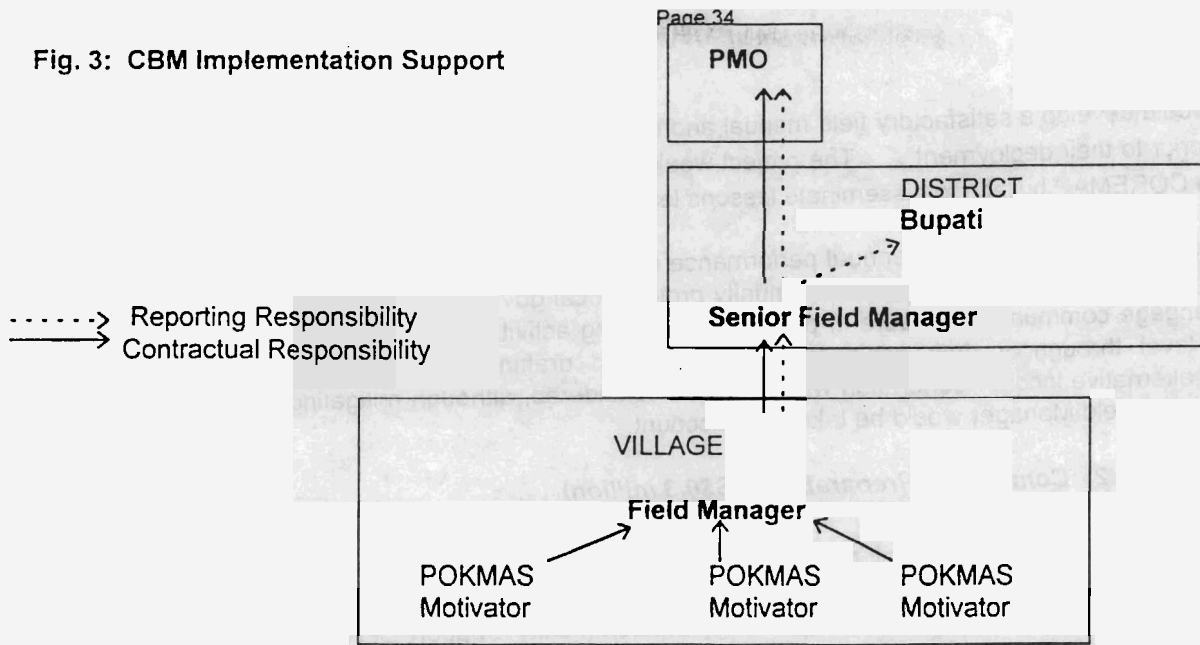 Page 34
Fig. 3: CBM Implementation Support
PMO
DISTRICT
Bupati
Reporting Responsibility
Contractual Responsibility
Senior Field Manager
VILLAGE
Field Manager
POKMAS
Motivator
POKMAS
Motivator
POKMAS
Motivator